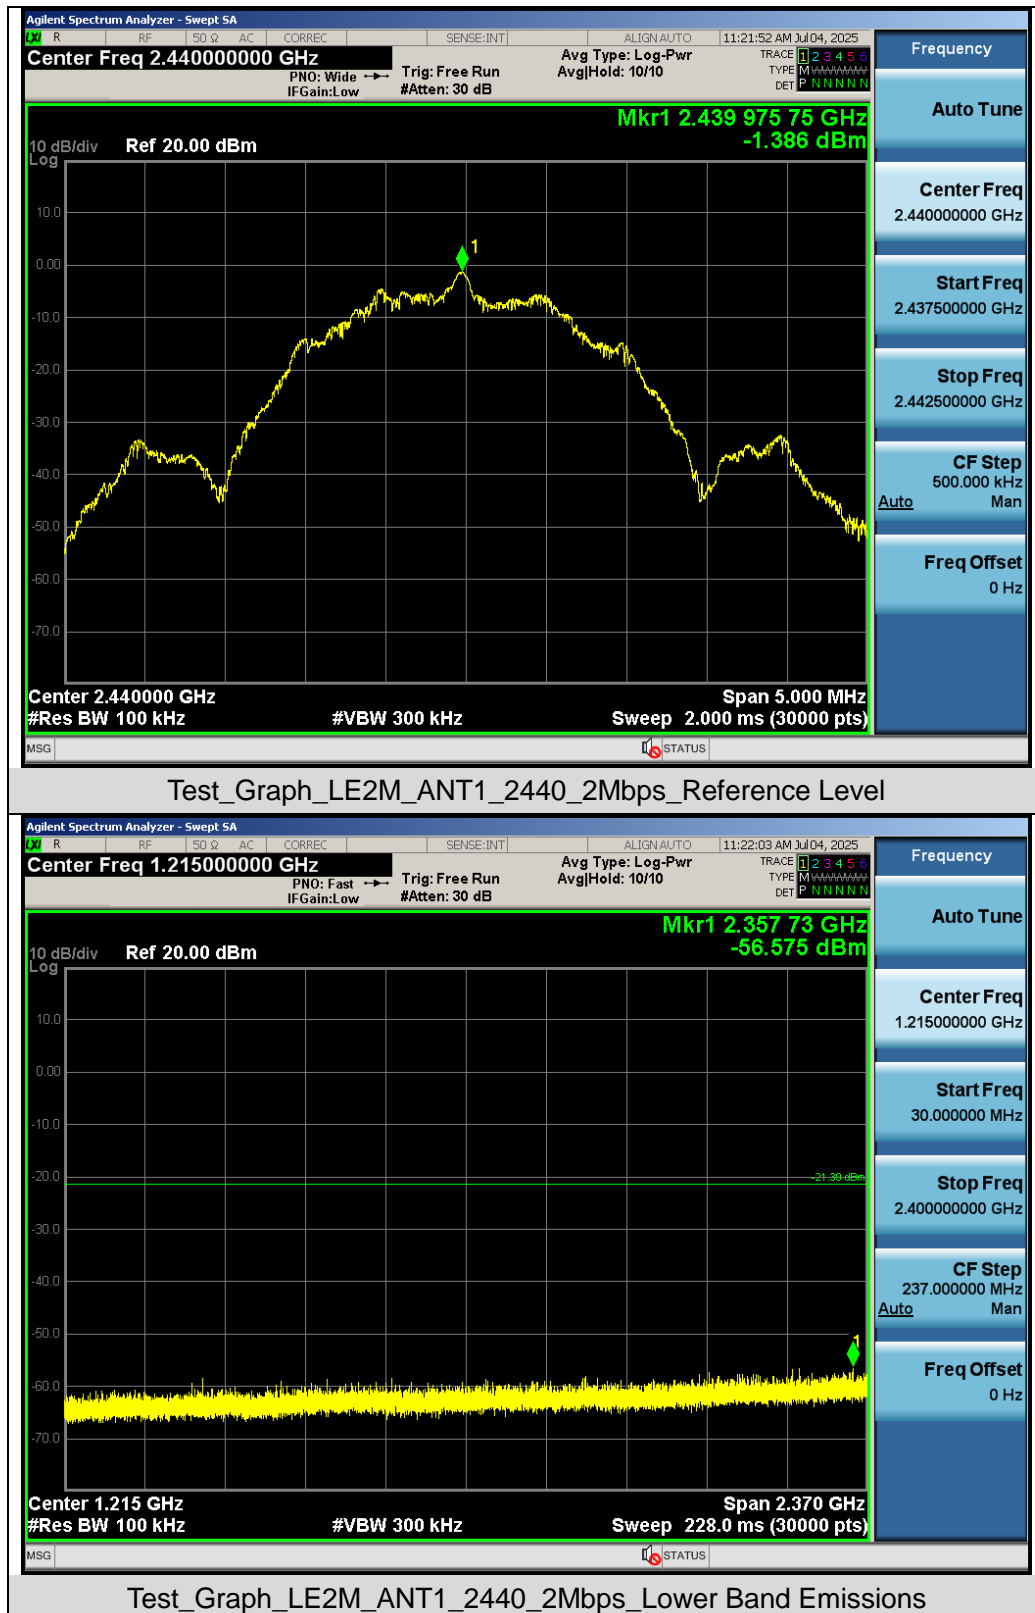 Agilent Spectrum Analyzer - Swept SA
LXI R RF 50 Ω AC CORREC SENSE:INT ALIGN AUTO 11:21:52 AM Jul 04, 2025
Center Freq 2.440000000 GHz
PNO: Wide
IFGain:Low
Trig: Free Run
#Atten: 30 dB
Avg Type: Log-Pwr
Avg|Hold: 10/10
TRACE 1 2 3 4 5 6
TYPE M
DET P N N N N N
Frequency
Auto Tune
Center Freq
2.440000000 GHz
Start Freq
2.437500000 GHz
Stop Freq
2.442500000 GHz
CF Step
500.000 kHz
Auto Man
Freq Offset
0 Hz
Mkr1 2.439 975 75 GHz
-1.386 dBm
10 dB/div Ref 20.00 dBm
Log
10.0
0.00
-10.0
-20.0
-30.0
-40.0
-50.0
-60.0
-70.0
1
Center 2.440000 GHz Span 5.000 MHz
#Res BW 100 kHz #VBW 300 kHz Sweep 2.000 ms (30000 pts)
MSG STATUS
Test_Graph_LE2M_ANT1_2440_2Mbps_Reference Level
Agilent Spectrum Analyzer - Swept SA
LXI R RF 50 Ω AC CORREC SENSE:INT ALIGN AUTO 11:22:03 AM Jul 04, 2025
Center Freq 1.215000000 GHz
PNO: Fast
IFGain:Low
Trig: Free Run
#Atten: 30 dB
Avg Type: Log-Pwr
Avg|Hold: 10/10
TRACE 1 2 3 4 5 6
TYPE M
DET P N N N N N
Frequency
Auto Tune
Center Freq
1.215000000 GHz
Start Freq
30.000000 MHz
Stop Freq
2.400000000 GHz
CF Step
237.000000 MHz
Auto Man
Freq Offset
0 Hz
Mkr1 2.357 73 GHz
-56.575 dBm
10 dB/div Ref 20.00 dBm
Log
10.0
0.00
-10.0
-20.0
-21.39 dBm
-30.0
-40.0
-50.0
-60.0
-70.0
1
Center 1.215 GHz Span 2.370 GHz
#Res BW 100 kHz #VBW 300 kHz Sweep 228.0 ms (30000 pts)
MSG STATUS
Test_Graph_LE2M_ANT1_2440_2Mbps_Lower Band Emissions